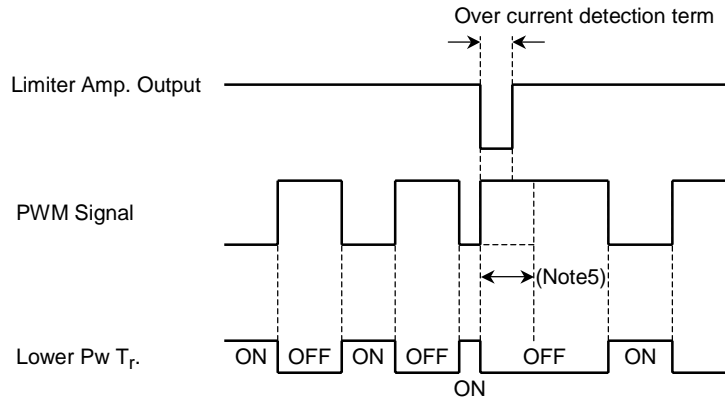 Over current detection term
Limiter Amp. Output
PWM Signal
(Note5)
Lower Pw Tr.
ON OFF ON OFF OFF ON
ON